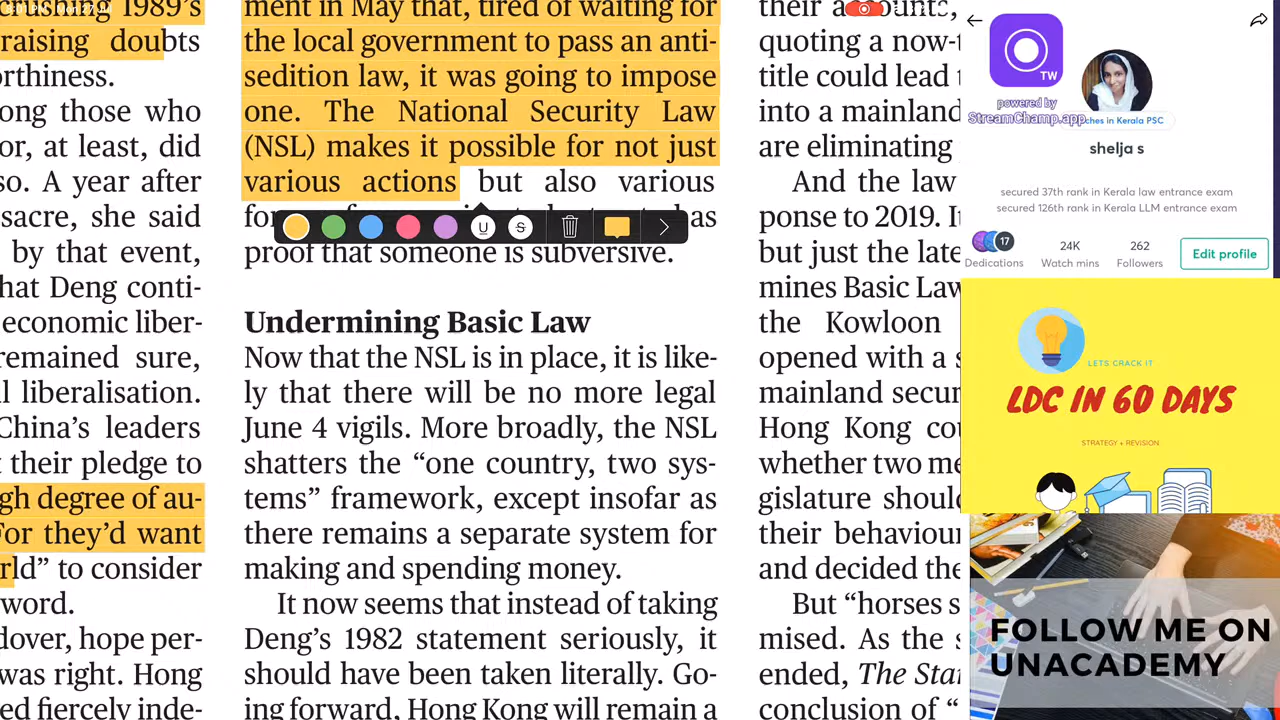 1989's
raising doubts
orthiness.
ong those who
or, at least, did
so. A year after
sacre, she said
by that event,
hat Deng conti-
economic liber-
remained sure,
l liberalisation.
China's leaders
their pledge to
gh degree of au-
For they'd want
rld" to consider
word.
dover, hope per-
was right. Hong
ed fiercely inde-
ment in May that, tired of waiting for
the local government to pass an anti-
sedition law, it was going to impose
one. The National Security Law
(NSL) makes it possible for not just
various actions but also various
proof that someone is subversive.
Undermining Basic Law
Now that the NSL is in place, it is like-
ly that there will be no more legal
June 4 vigils. More broadly, the NSL
shatters the “one country, two sys-
tems” framework, except insofar as
there remains a separate system for
making and spending money.
It now seems that instead of taking
Deng’s 1982 statement seriously, it
should have been taken literally. Go-
ing forward, Hong Kong will remain a
their accounts,
quoting a now-
title could lead
into a mainland
are eliminating
And the law
ponse to 2019. I
but just the late
mines Basic Law
the Kowloon
opened with a s
mainland secur
Hong Kong cou
whether two me
gislature should
their behaviour
and decided the
But “horses s
mised. As the s
ended, The Star
conclusion of “
U
S
TW
powered by
StreamChamp.app
ches in Kerala PSC
shelja s
secured 37th rank in Kerala law entrance exam
secured 126th rank in Kerala LLM entrance exam
17
Dedications
24K
Watch mins
262
Followers
Edit profile
LETS CRACK IT
LDC IN 60 DAYS
STRATEGY + REVISION
FOLLOW ME ON
UNACADEMY